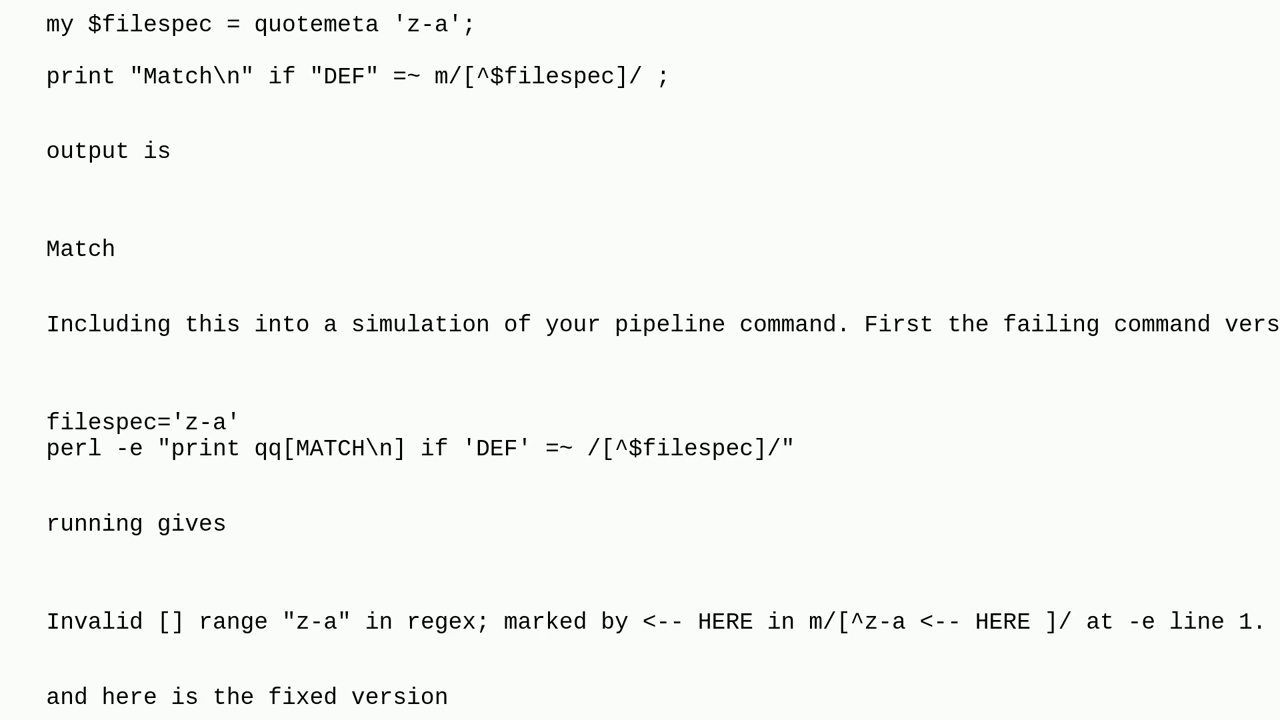 my $filespec = quotemeta 'z-a';
print "Match\n" if "DEF" =~ m/[^$filespec]/ ;
output is
Match
Including this into a simulation of your pipeline command. First the failing command vers
filespec='z-a'
perl -e "print qq[MATCH\n] if 'DEF' =~ /[^$filespec]/"
running gives
Invalid [] range "z-a" in regex; marked by <-- HERE in m/[^z-a <-- HERE ]/ at -e line 1.
and here is the fixed version